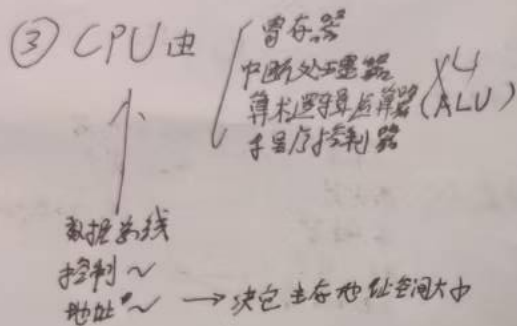 ③ CPU由
寄存器
中断处理器
算术逻辑运算器(ALU)
程序控制器
数据总线
控制~
地址~ → 决定主存地址空间大小